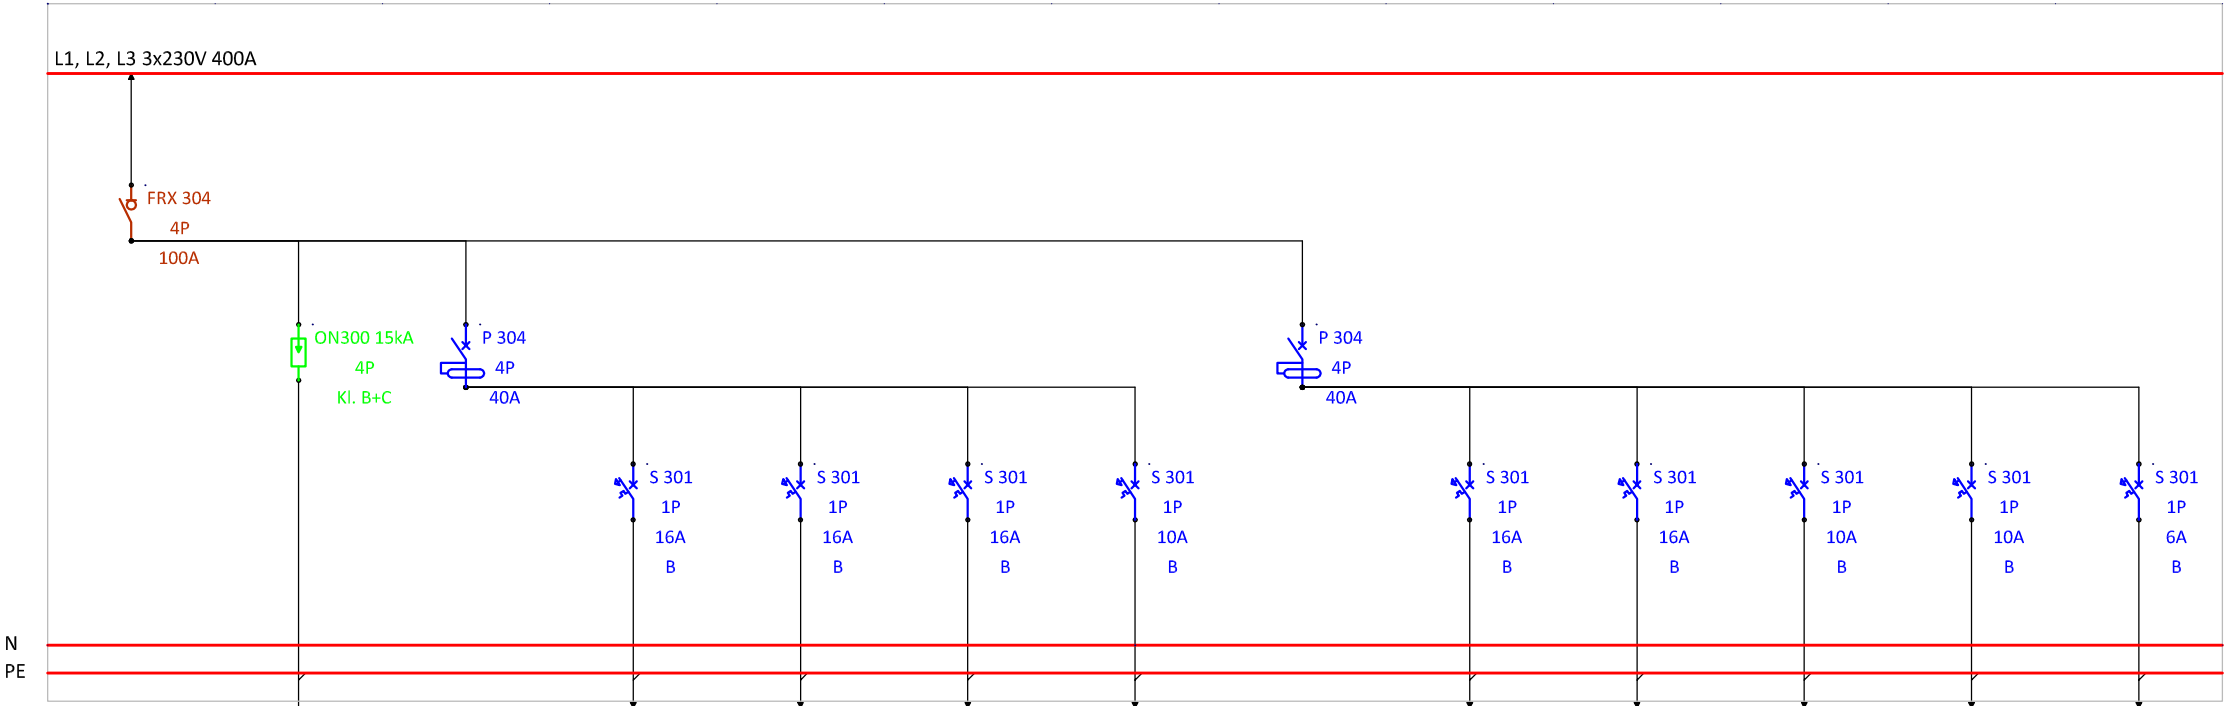 L1, L2, L3 3x230V 400A
FRX 304
4P
100A
ON300 15kA
4P
Kl. B+C
P 304
4P
40A
P 304
4P
40A
S 301
1P
16A
B
S 301
1P
16A
B
S 301
1P
16A
B
S 301
1P
10A
B
S 301
1P
16A
B
S 301
1P
16A
B
S 301
1P
10A
B
S 301
1P
10A
B
S 301
1P
6A
B
N
PE